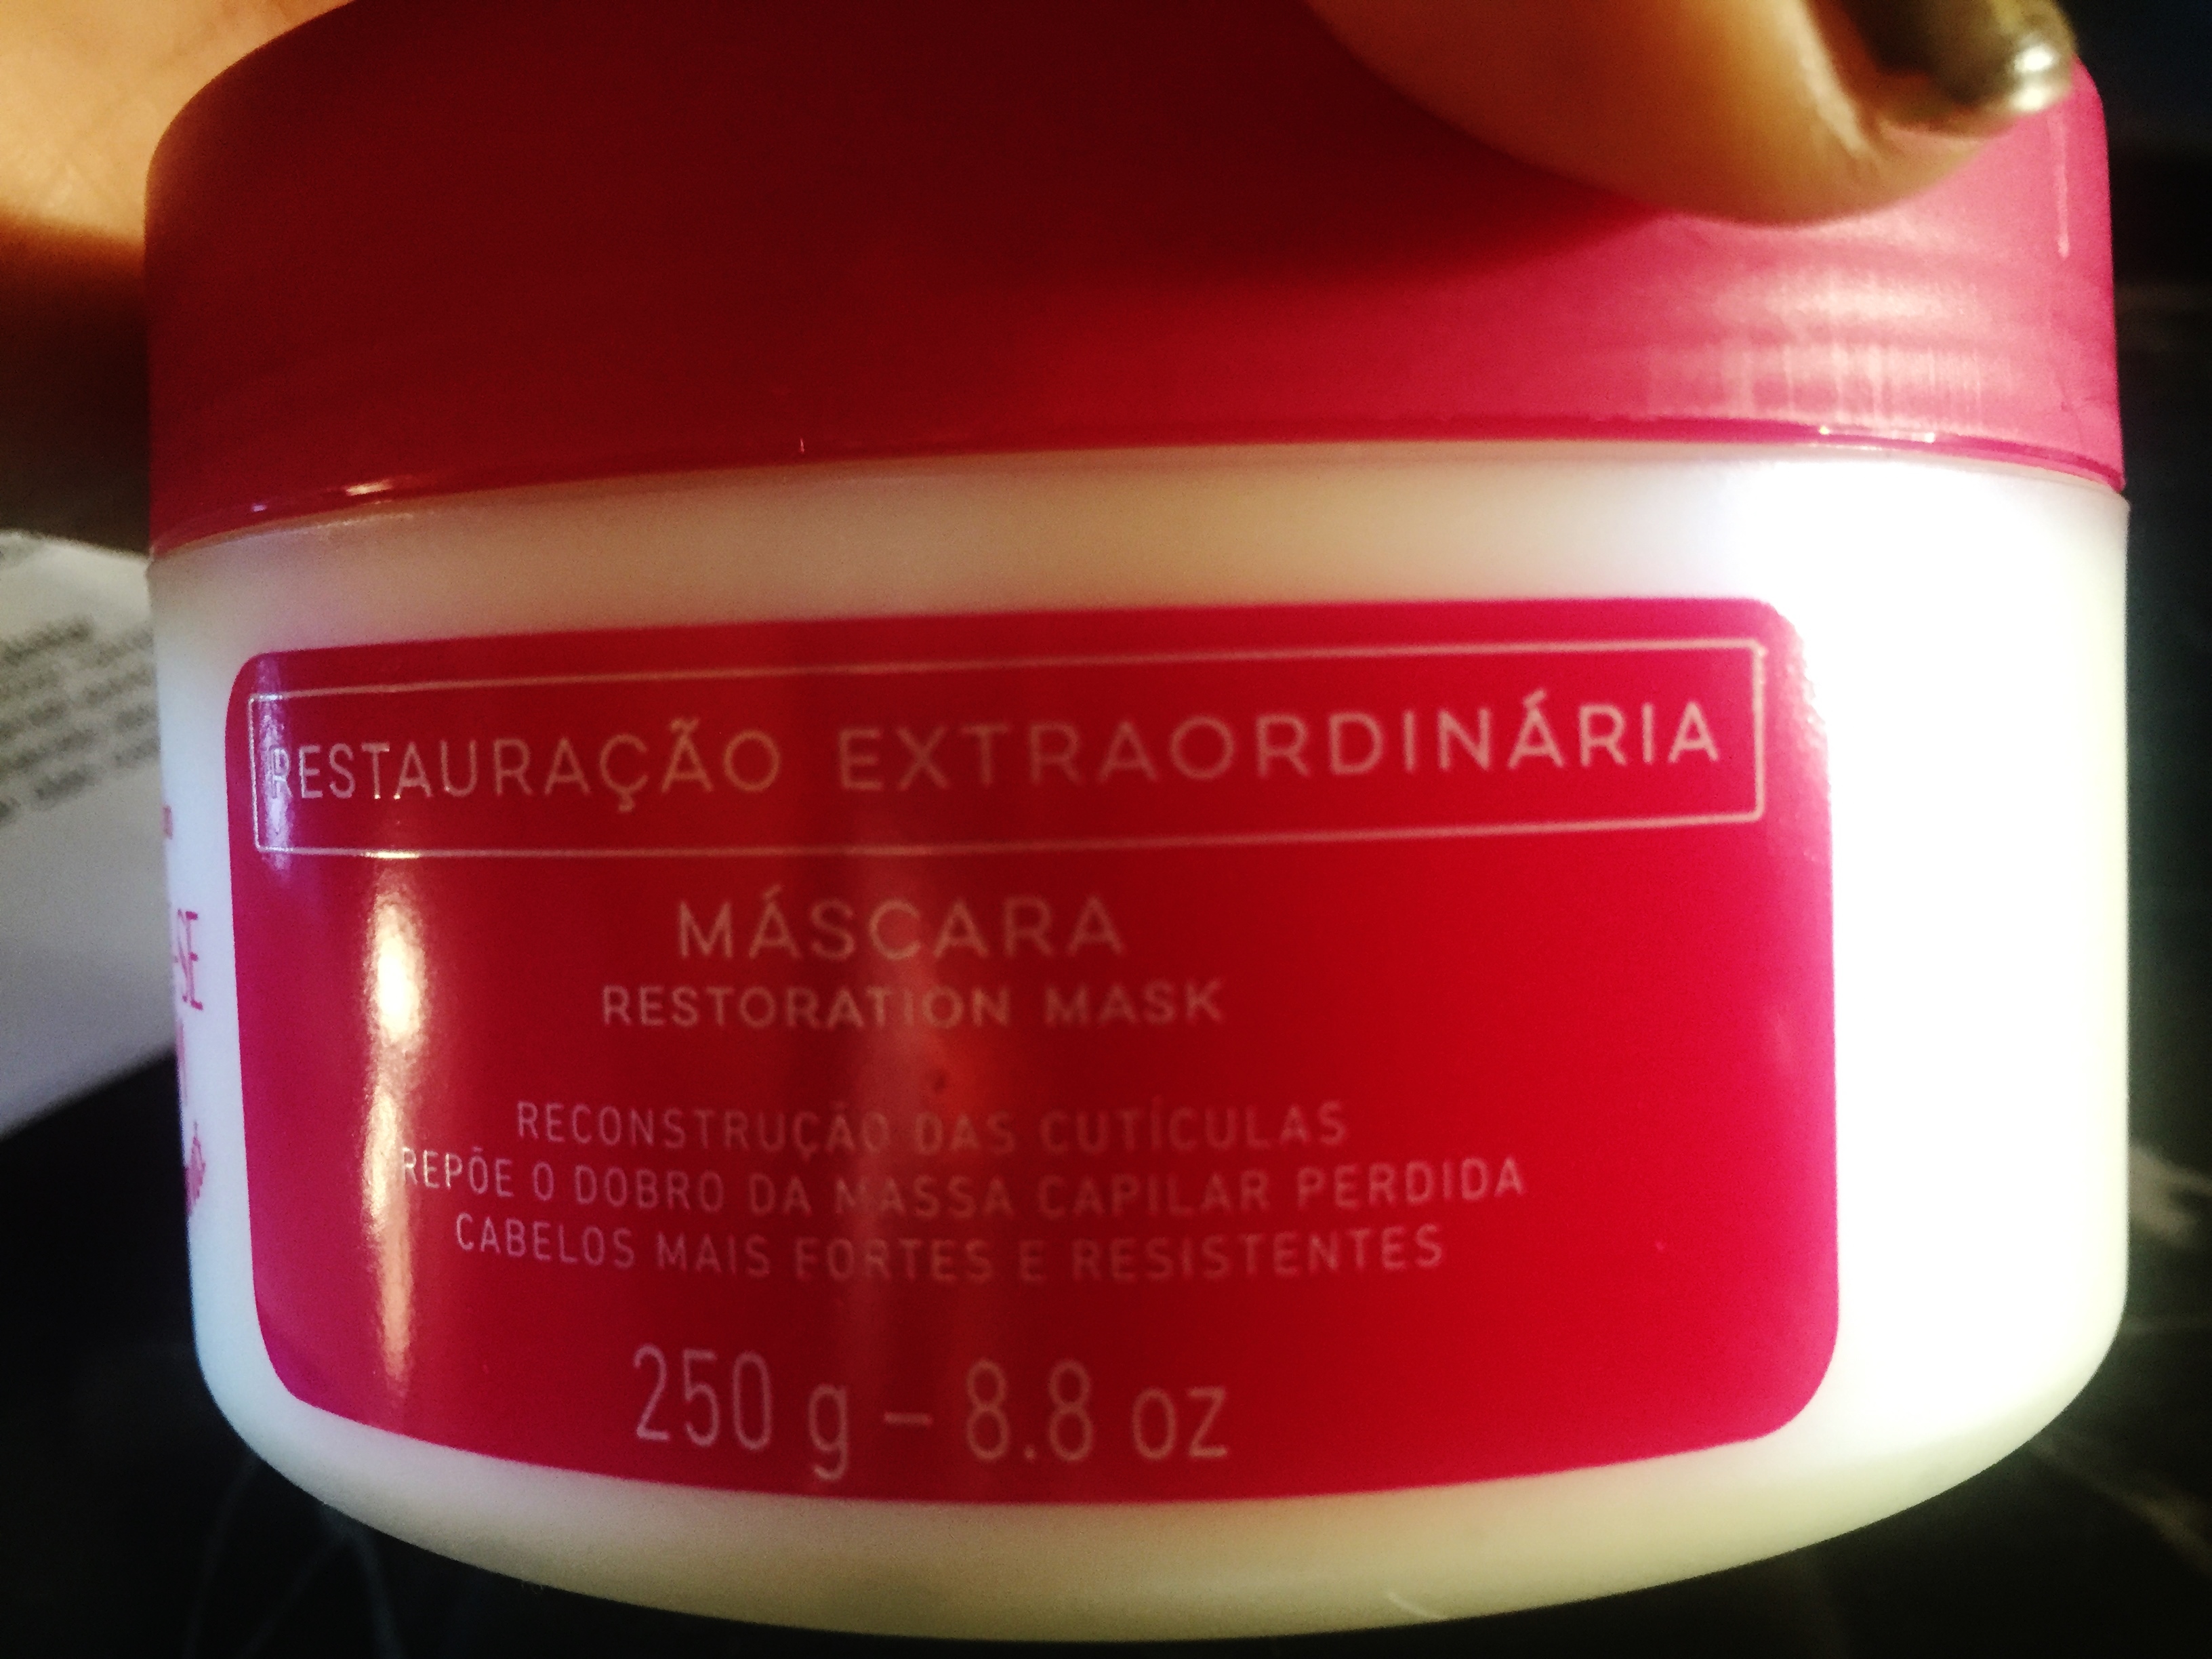 RESTAURAÇÃO EXTRAORDINÁRIA
MÁSCARA
RESTORATION MASK
RECONSTRUÇÃO DAS CUTÍCULAS
REPÕE O DOBRO DA MASSA CAPILAR PERDIDA
CABELOS MAIS FORTES E RESISTENTES
250 g – 8.8 oz
-SE